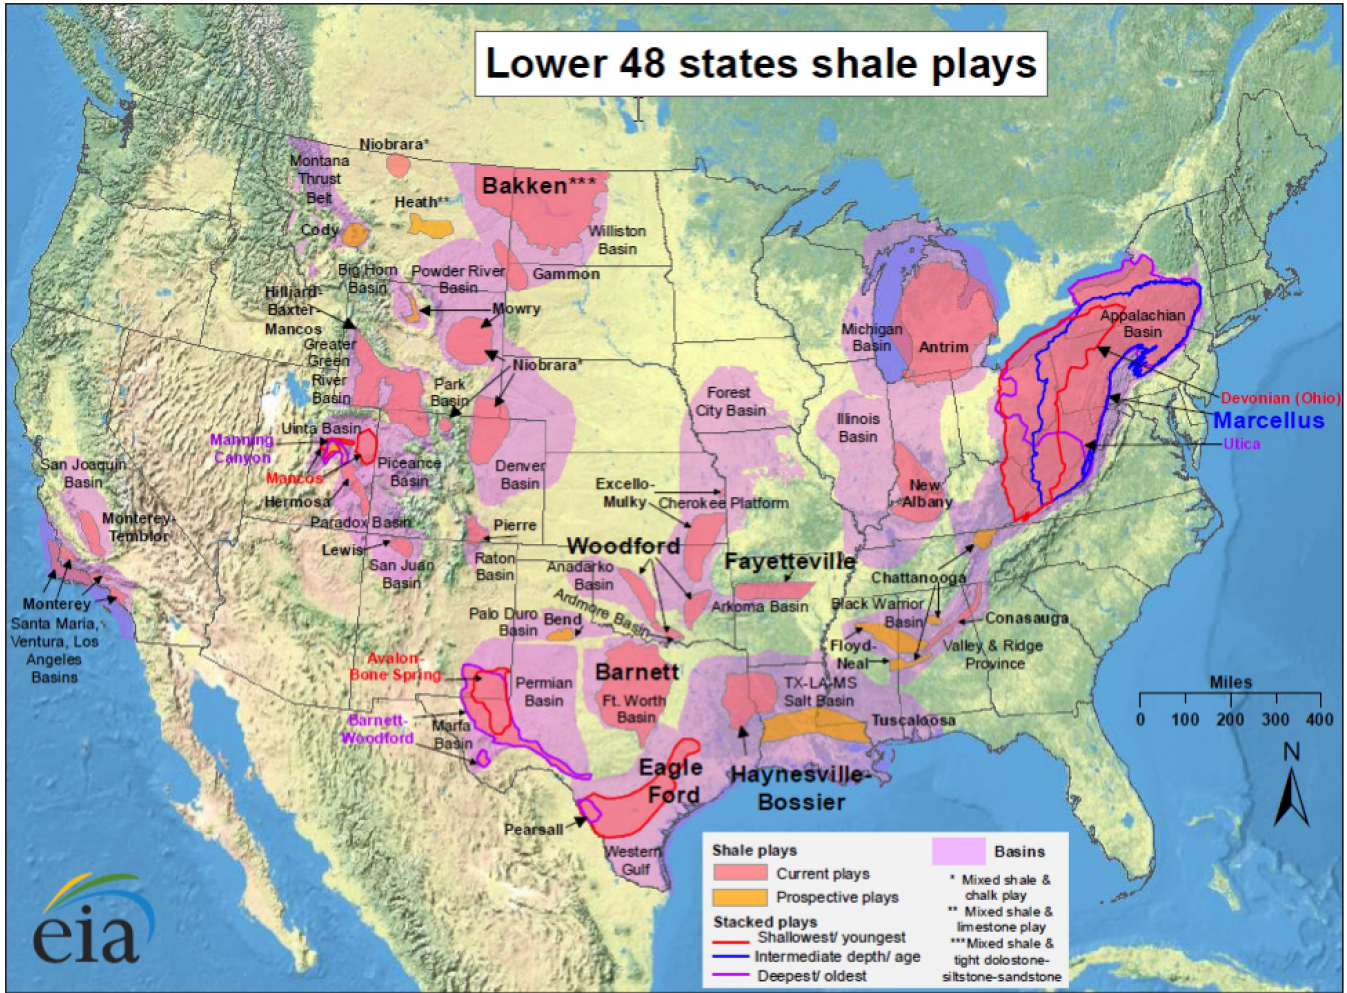 Lower 48 states shale plays
Niobrara*
Montana
Thrust
Belt
Bakken***
Heath**
Cody
Williston
Basin
Big Horn
Basin
Powder River
Basin
Gammon
Hilliard-
Baxter-
Mancos
Mowry
Greater
Green
River
Basin
Niobrara*
Park
Basin
Michigan
Basin
Antrim
Appalachian
Basin
Devonian (Ohio)
Marcellus
Utica
Forest
City Basin
Illinois
Basin
Uinta Basin
Manning
Canyon
Mancos
Piceance
Basin
Denver
Basin
Hermosa
Paradox Basin
San Joaquin
Basin
Monterey-
Temblor
Excello-
Mulky
Cherokee Platform
New
Albany
Pierre
Lewis
San Juan
Basin
Raton
Basin
Woodford
Anadarko
Basin
Fayetteville
Arkoma Basin
Chattanooga
Monterey
Santa Maria,
Ventura, Los
Angeles
Basins
Palo Duro
Basin
Bend
Ardmore Basin
Black Warrior
Basin
Conasauga
Floyd-
Neal
Valley & Ridge
Province
Avalon-
Bone Spring
Permian
Basin
Barnett
Ft. Worth
Basin
TX-LA-MS
Salt Basin
Tuscaloosa
Barnett-
Woodford
Marfa
Basin
Eagle
Ford
Haynesville-
Bossier
Pearsall
Western
Gulf
Miles
0 100 200 300 400
N
Shale plays
Current plays
Prospective plays
Stacked plays
Shallowest/ youngest
Intermediate depth/ age
Deepest/ oldest
Basins
* Mixed shale &
chalk play
** Mixed shale &
limestone play
***Mixed shale &
tight dolostone-
siltstone-sandstone
eia